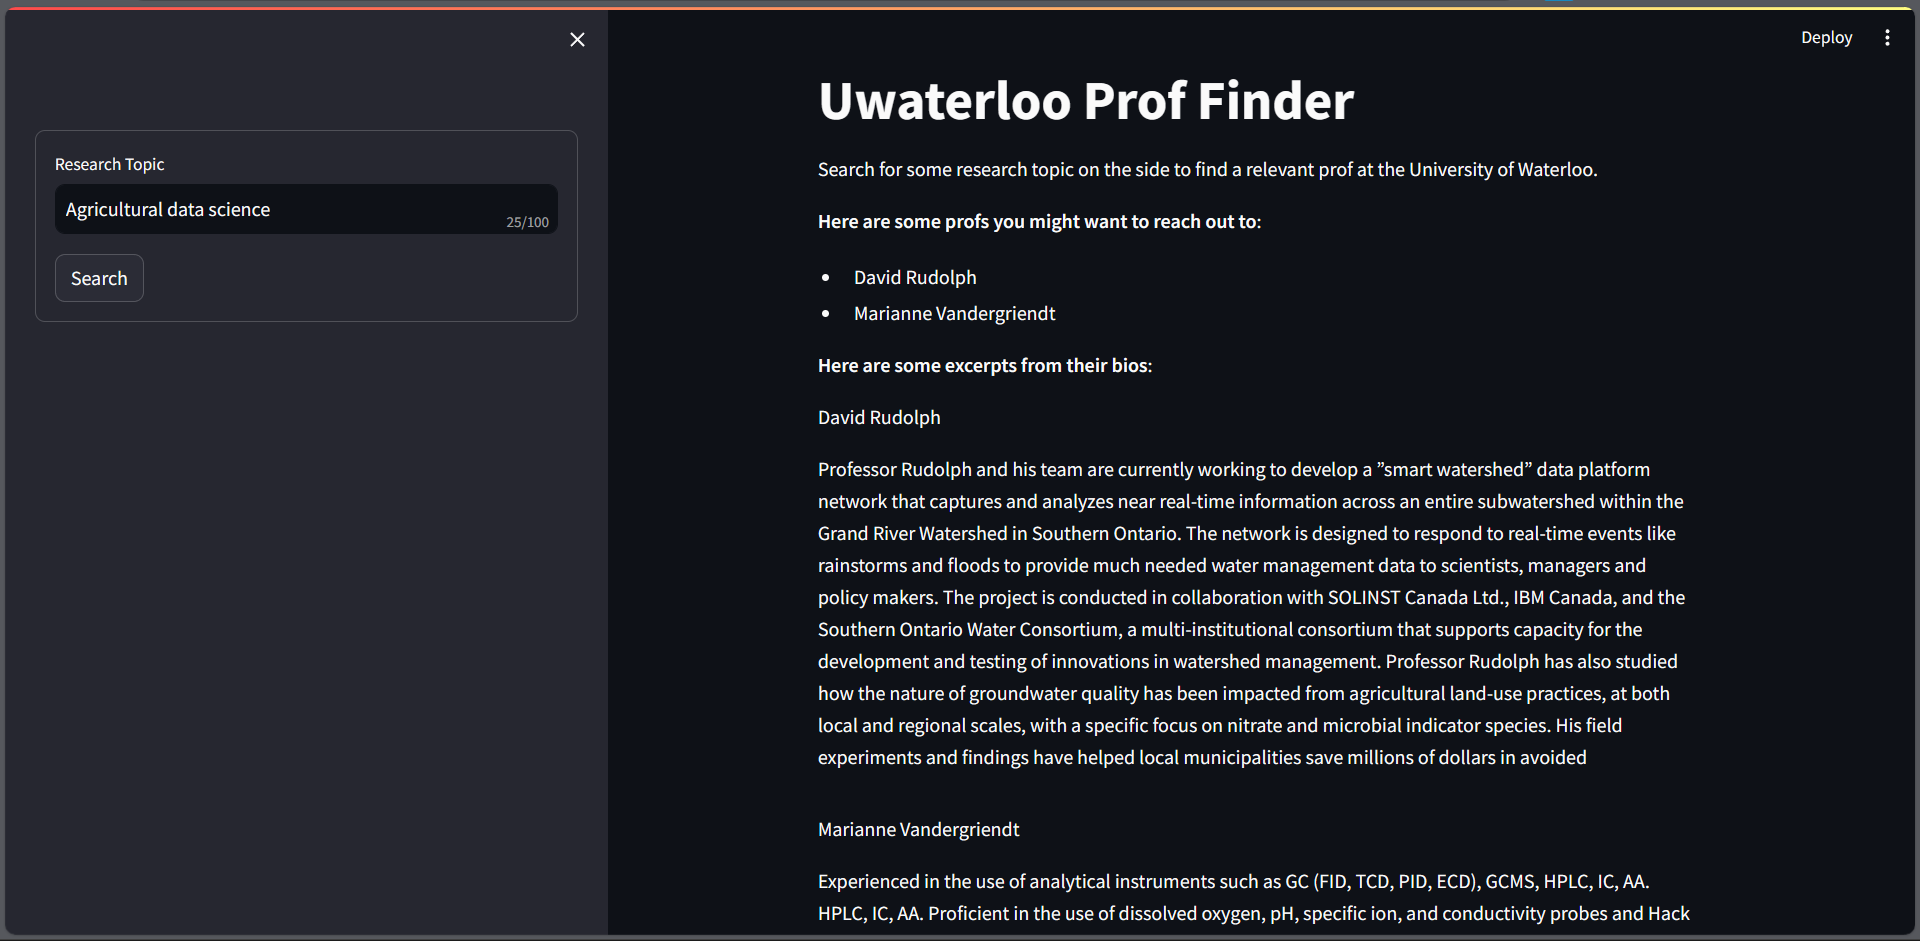 Deploy
Research Topic
Agricultural data science
25/100
Search
Uwaterloo Prof Finder
Search for some research topic on the side to find a relevant prof at the University of Waterloo.
Here are some profs you might want to reach out to:
David Rudolph
Marianne Vandergriendt
Here are some excerpts from their bios:
David Rudolph
Professor Rudolph and his team are currently working to develop a ”smart watershed” data platform
network that captures and analyzes near real-time information across an entire subwatershed within the
Grand River Watershed in Southern Ontario. The network is designed to respond to real-time events like
rainstorms and floods to provide much needed water management data to scientists, managers and
policy makers. The project is conducted in collaboration with SOLINST Canada Ltd., IBM Canada, and the
Southern Ontario Water Consortium, a multi-institutional consortium that supports capacity for the
development and testing of innovations in watershed management. Professor Rudolph has also studied
how the nature of groundwater quality has been impacted from agricultural land-use practices, at both
local and regional scales, with a specific focus on nitrate and microbial indicator species. His field
experiments and findings have helped local municipalities save millions of dollars in avoided
Marianne Vandergriendt
Experienced in the use of analytical instruments such as GC (FID, TCD, PID, ECD), GCMS, HPLC, IC, AA.
HPLC, IC, AA. Proficient in the use of dissolved oxygen, pH, specific ion, and conductivity probes and Hack